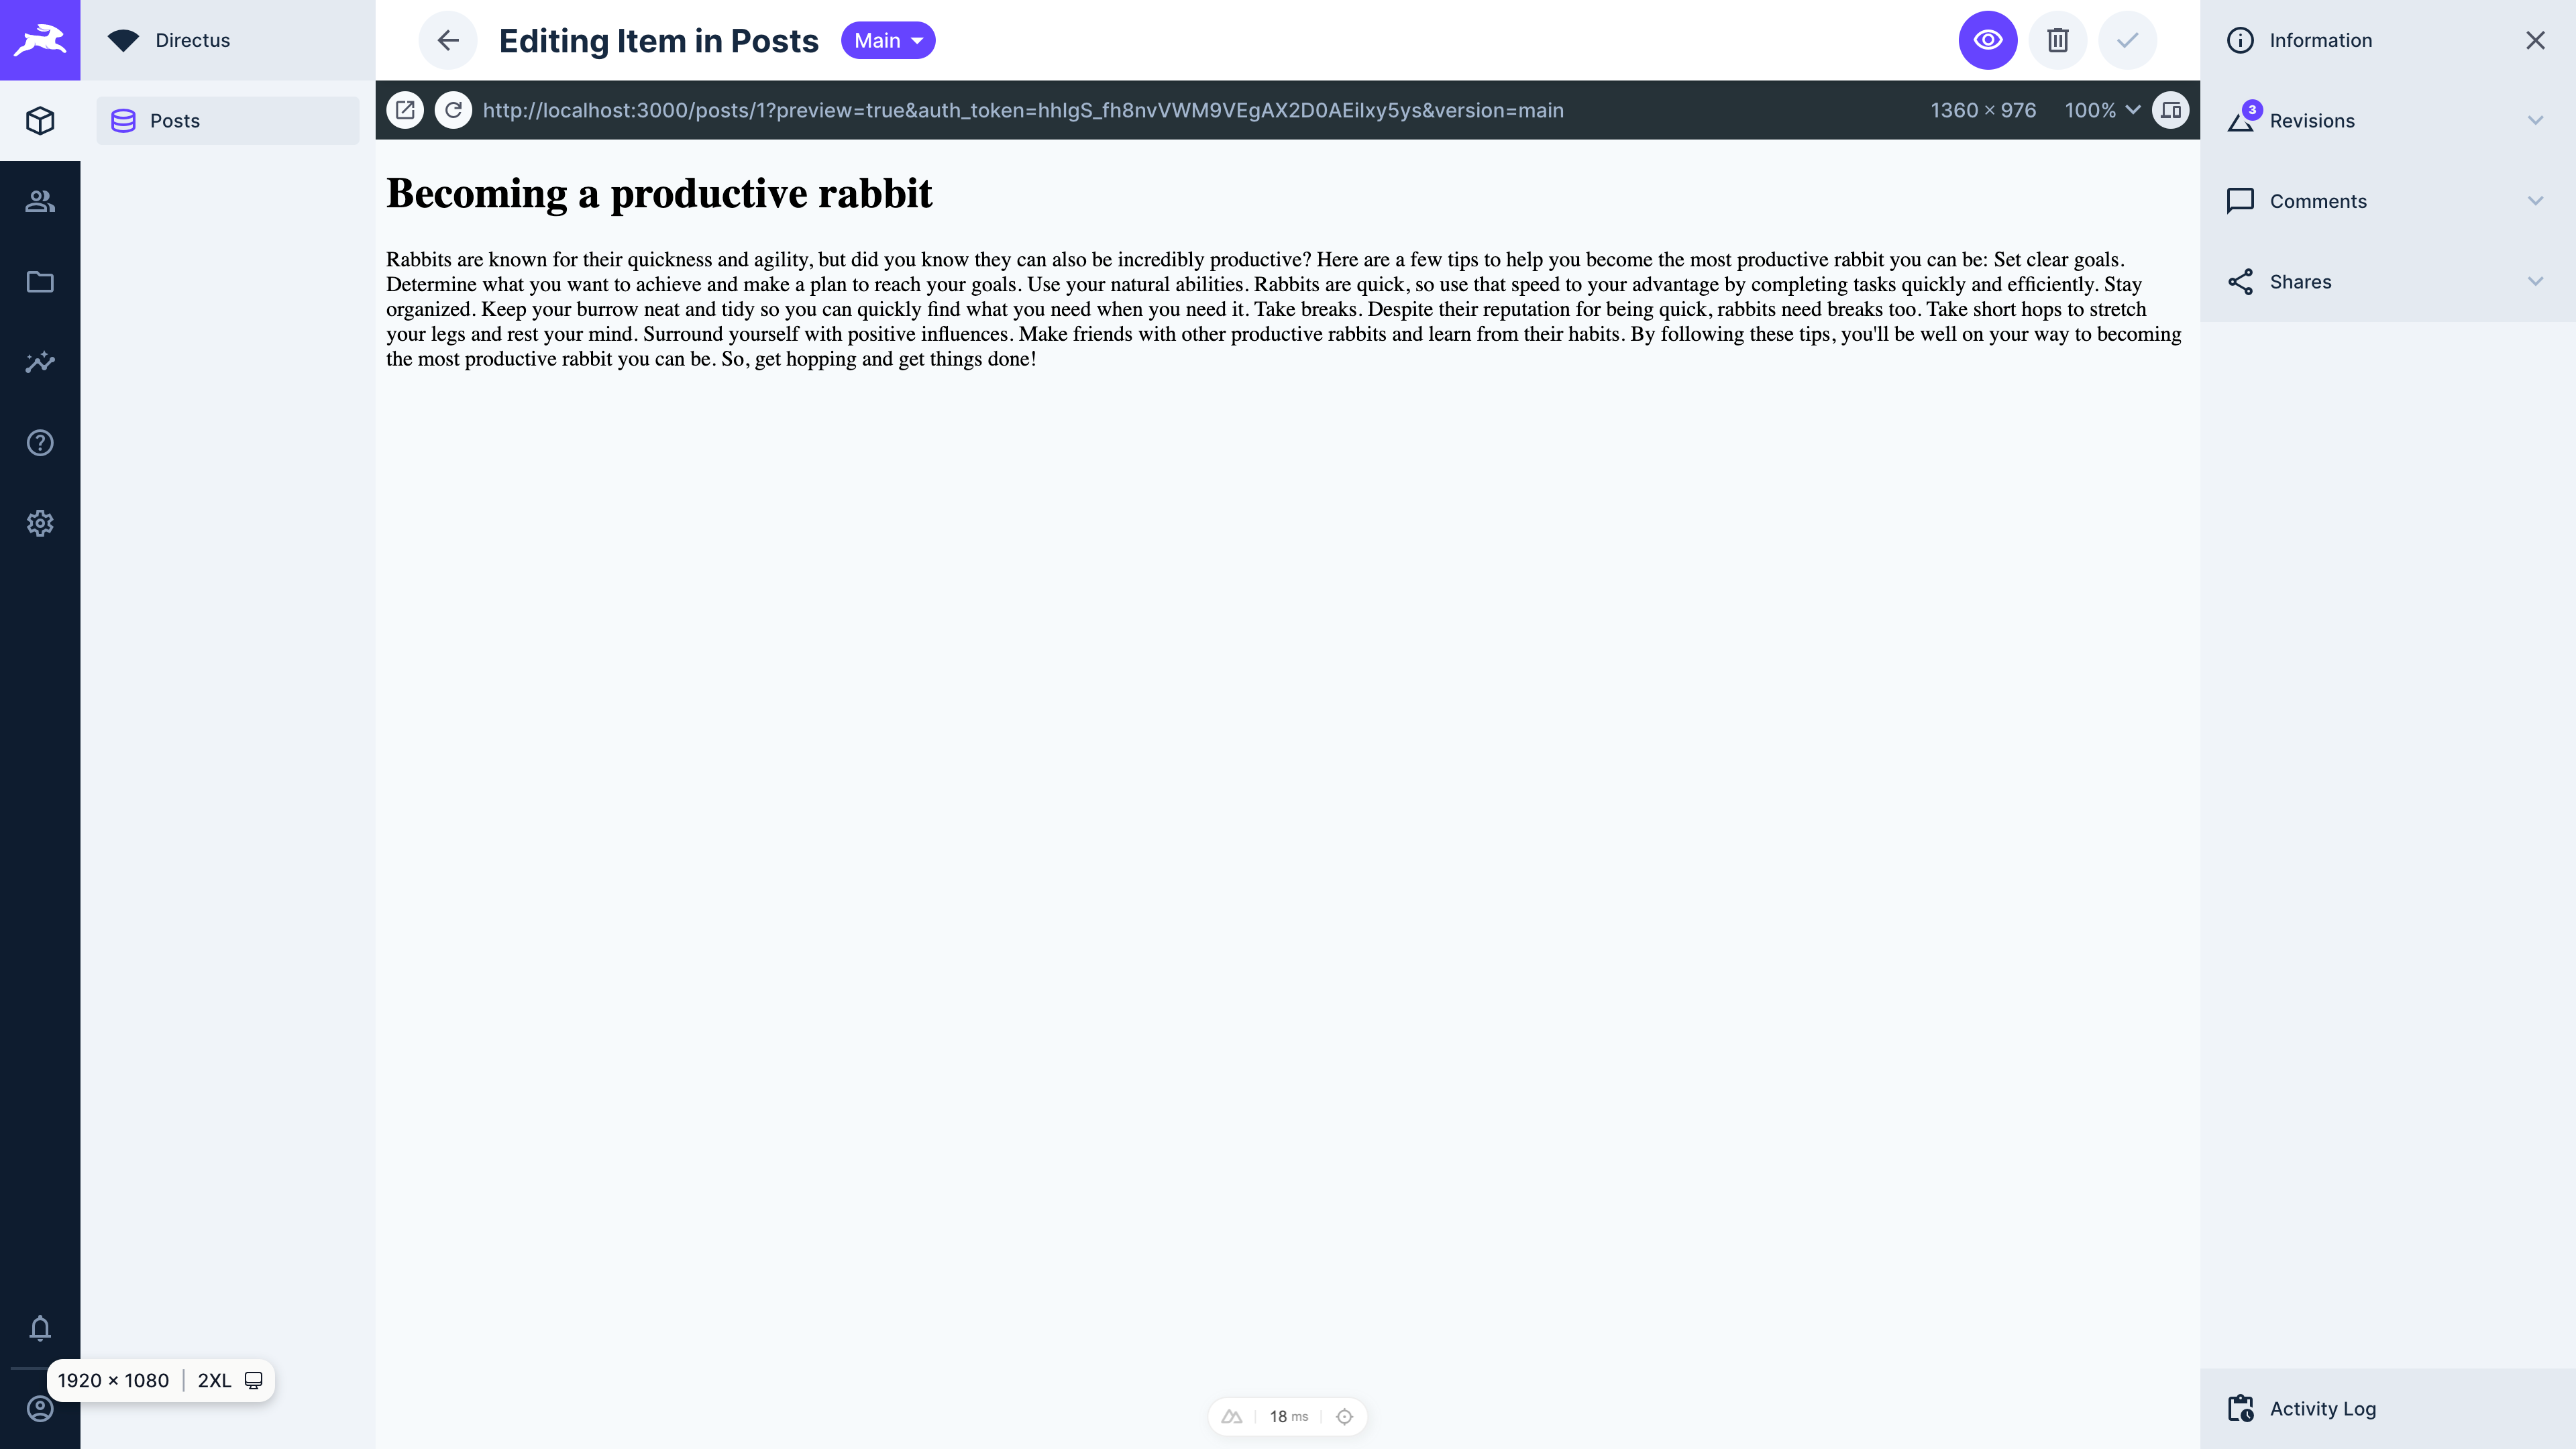 Directus
Editing Item in Posts
Main
Information
Posts
http://localhost:3000/posts/1?preview=true&auth_token=hhIgS_fh8nvVWM9VEgAX2D0AEilxy5ys&version=main
1360 × 976
100%
3
Revisions
Becoming a productive rabbit
Comments
Rabbits are known for their quickness and agility, but did you know they can also be incredibly productive? Here are a few tips to help you become the most productive rabbit you can be: Set clear goals.
Determine what you want to achieve and make a plan to reach your goals. Use your natural abilities. Rabbits are quick, so use that speed to your advantage by completing tasks quickly and efficiently. Stay
organized. Keep your burrow neat and tidy so you can quickly find what you need when you need it. Take breaks. Despite their reputation for being quick, rabbits need breaks too. Take short hops to stretch
your legs and rest your mind. Surround yourself with positive influences. Make friends with other productive rabbits and learn from their habits. By following these tips, you'll be well on your way to becoming
the most productive rabbit you can be. So, get hopping and get things done!
Shares
1920 × 1080 | 2XL
18 ms
Activity Log